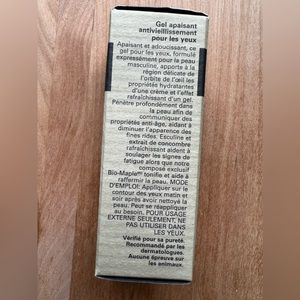 Gel apaisant
antivieillissement
pour les yeux
Apaisant et adoucissant, ce
gel pour les yeux, formulé
expressément pour la peau
masculine, apporte à la
région délicate de
l'orbite de l'œil les
propriétés hydratantes
d'une crème et l'effet
rafraîchissant d'un gel.
Pénètre profondément dans
la peau afin de
communiquer des
propriétés anti-âge, aidant à
diminuer l'apparence des
fines rides. Esculine et
extrait de concombre
rafraîchissant aident à
soulager les signes de
fatigue alors que notre
composé exclusif
Bio-Maple™ tonifie et aide à
raffermir la peau. MODE
D'EMPLOI: Appliquer sur le
contour des yeux matin et
soir après avoir nettoyé la
peau. Peut se réappliquer
au besoin. POUR USAGE
EXTERNE SEULEMENT, NE
PAS UTILISER DANS
LES YEUX.
Vérifié pour sa pureté.
Recommandé par les
dermatologues.
Aucune épreuve sur
les animaux.